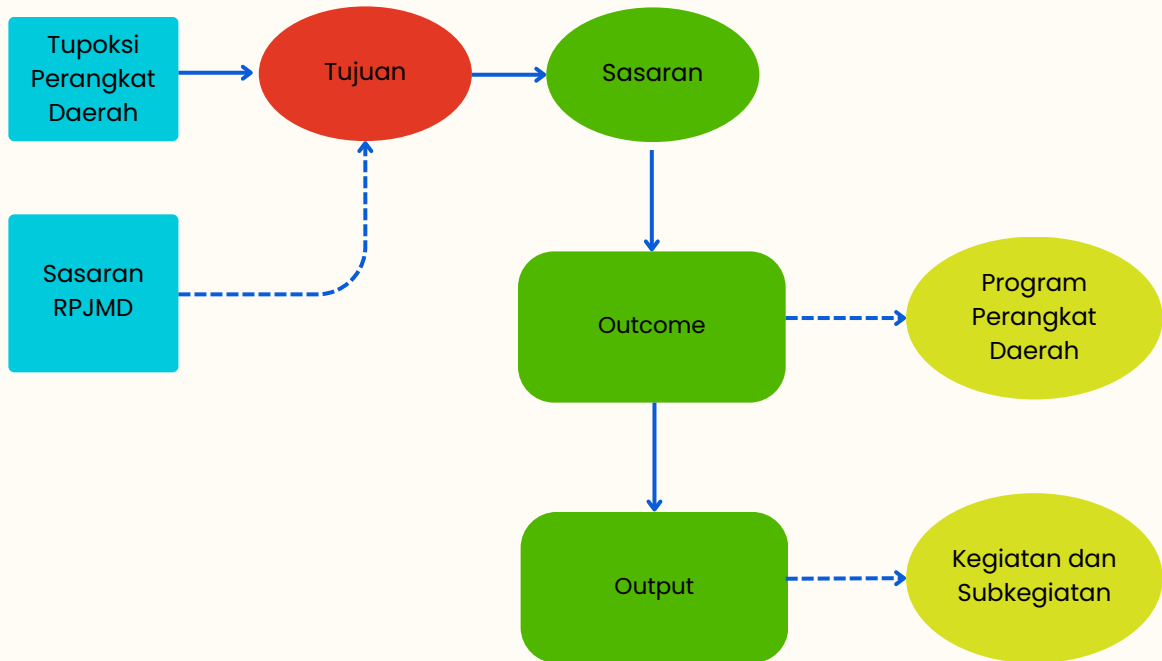 Tupoksi
Perangkat
Daerah
Tujuan
Sasaran
Sasaran
RPJMD
Outcome
Program
Perangkat
Daerah
Output
Kegiatan dan
Subkegiatan